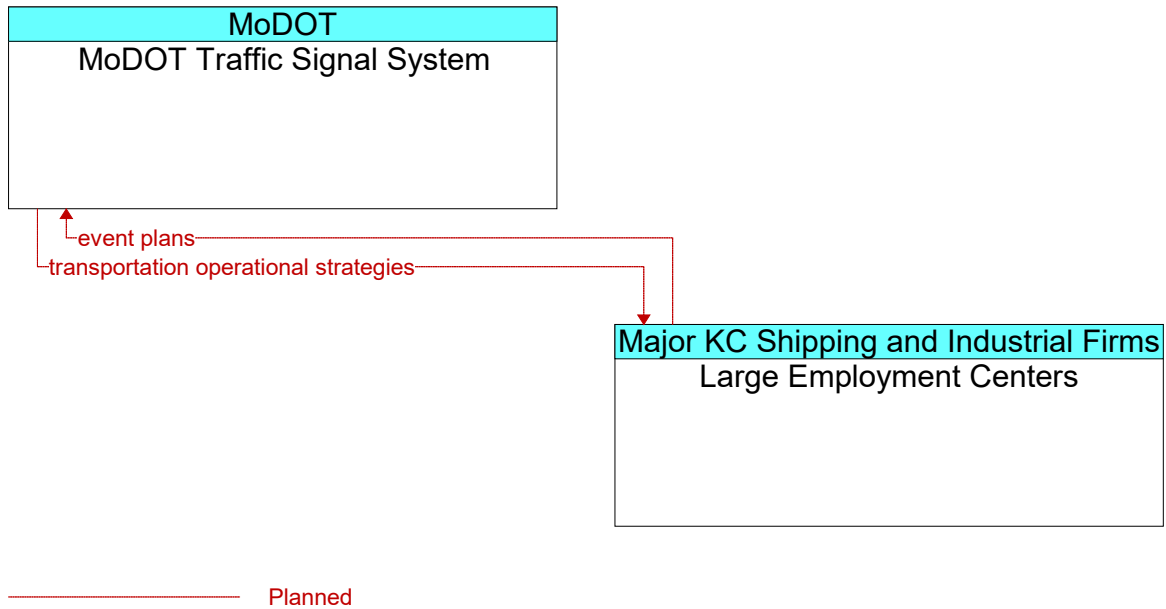 MoDOT
MoDOT Traffic Signal System
event plans
transportation operational strategies
Major KC Shipping and Industrial Firms
Large Employment Centers
Planned